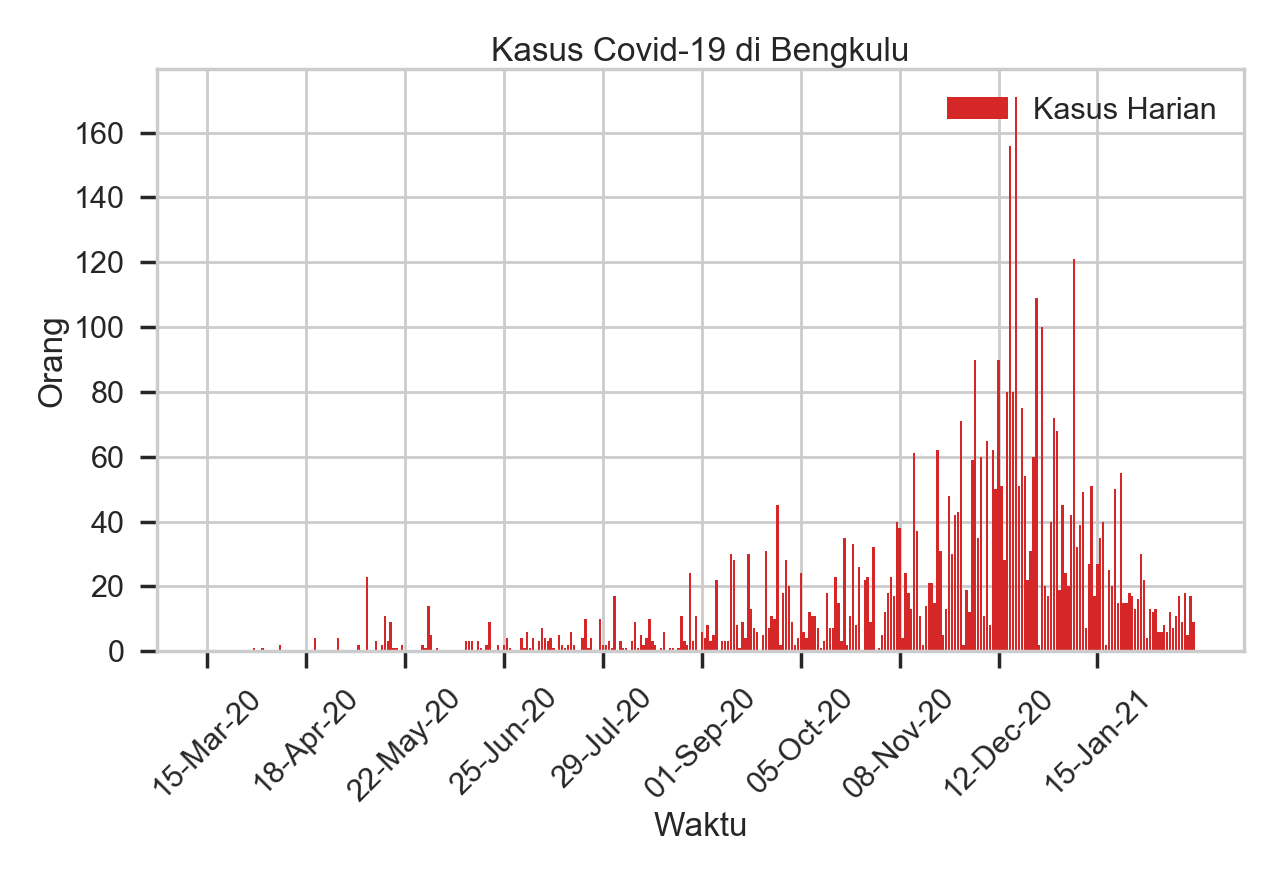 Kasus Covid-19 di Bengkulu
Kasus Harian
Orang
160
140
120
100
80
60
40
20
0
15-Mar-20
18-Apr-20
22-May-20
25-Jun-20
29-Jul-20
01-Sep-20
05-Oct-20
08-Nov-20
12-Dec-20
15-Jan-21
Waktu